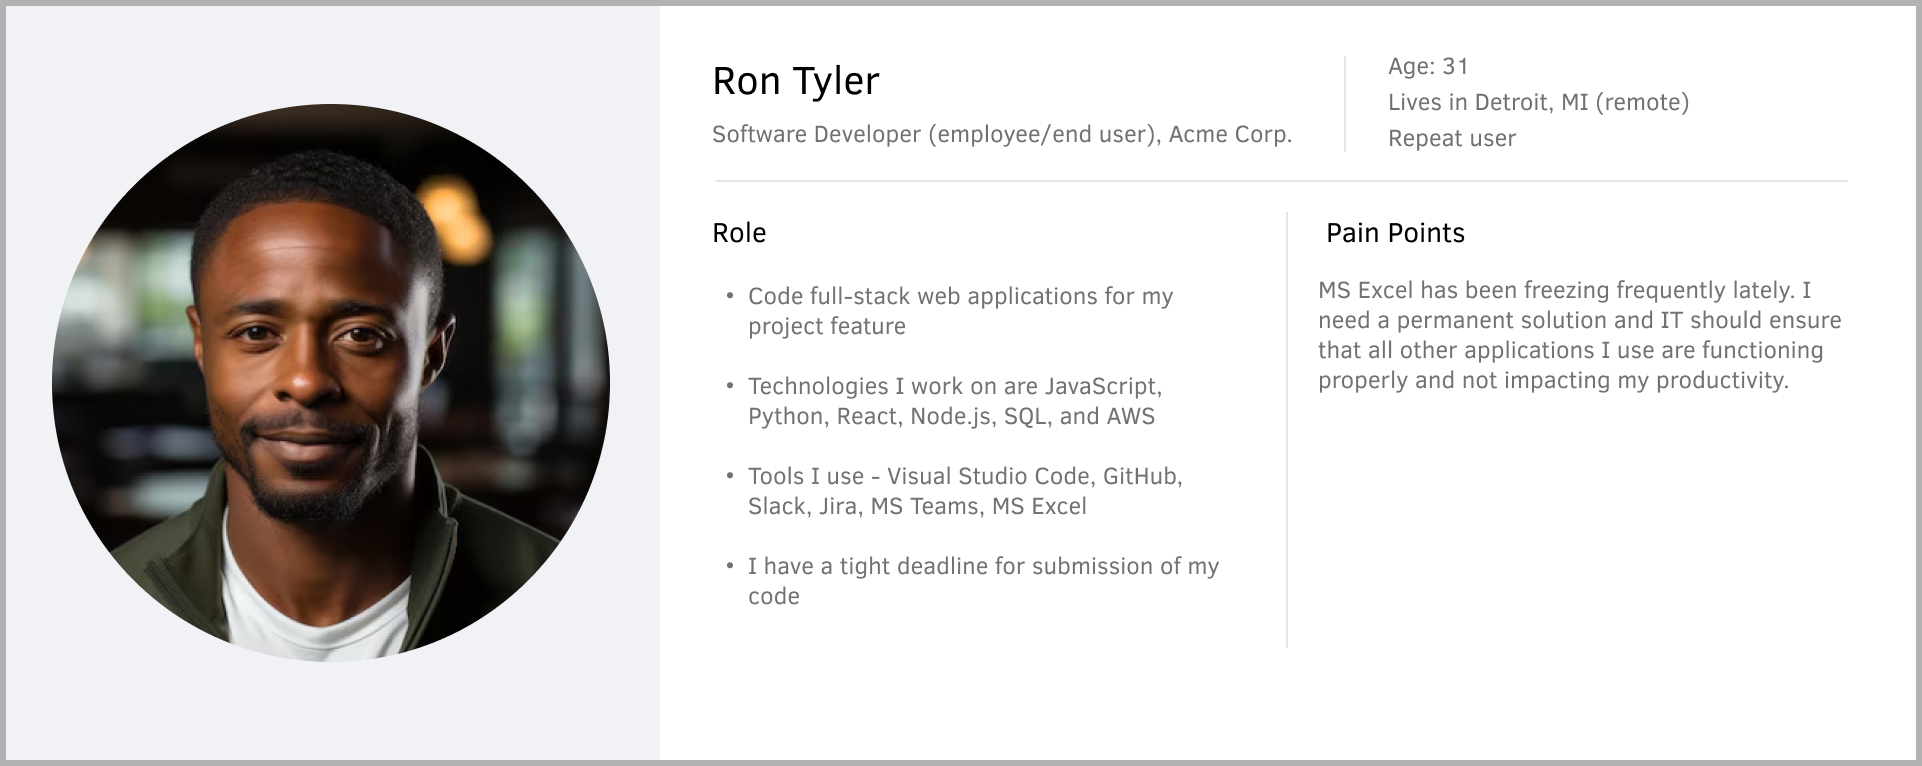 Ron Tyler
Software Developer (employee/end user), Acme Corp.
Age: 31
Lives in Detroit, MI (remote)
Repeat user
Role
• Code full-stack web applications for my
project feature
• Technologies I work on are JavaScript,
Python, React, Node.js, SQL, and AWS
• Tools I use - Visual Studio Code, GitHub,
Slack, Jira, MS Teams, MS Excel
• I have a tight deadline for submission of my
code
Pain Points
MS Excel has been freezing frequently lately. I
need a permanent solution and IT should ensure
that all other applications I use are functioning
properly and not impacting my productivity.